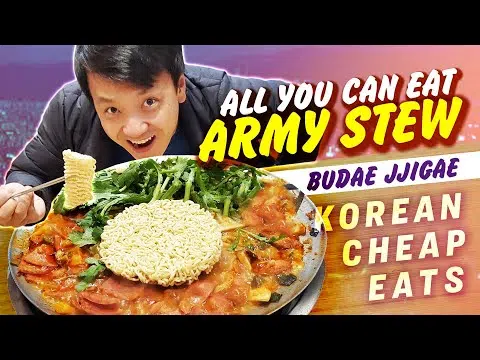 ALL YOU CAN EAT
ARMY STEW
BUDAE JJIGAE
KOREAN
CHEAP
EATS